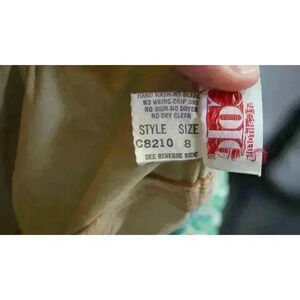 HAND WASH-NO BLEACH
NO WRING-DRIP DRY
NO IRON-NO DRYER
NO DRY CLEAN
STYLE SIZE
C8210 8
SEE REVERSE SIDE